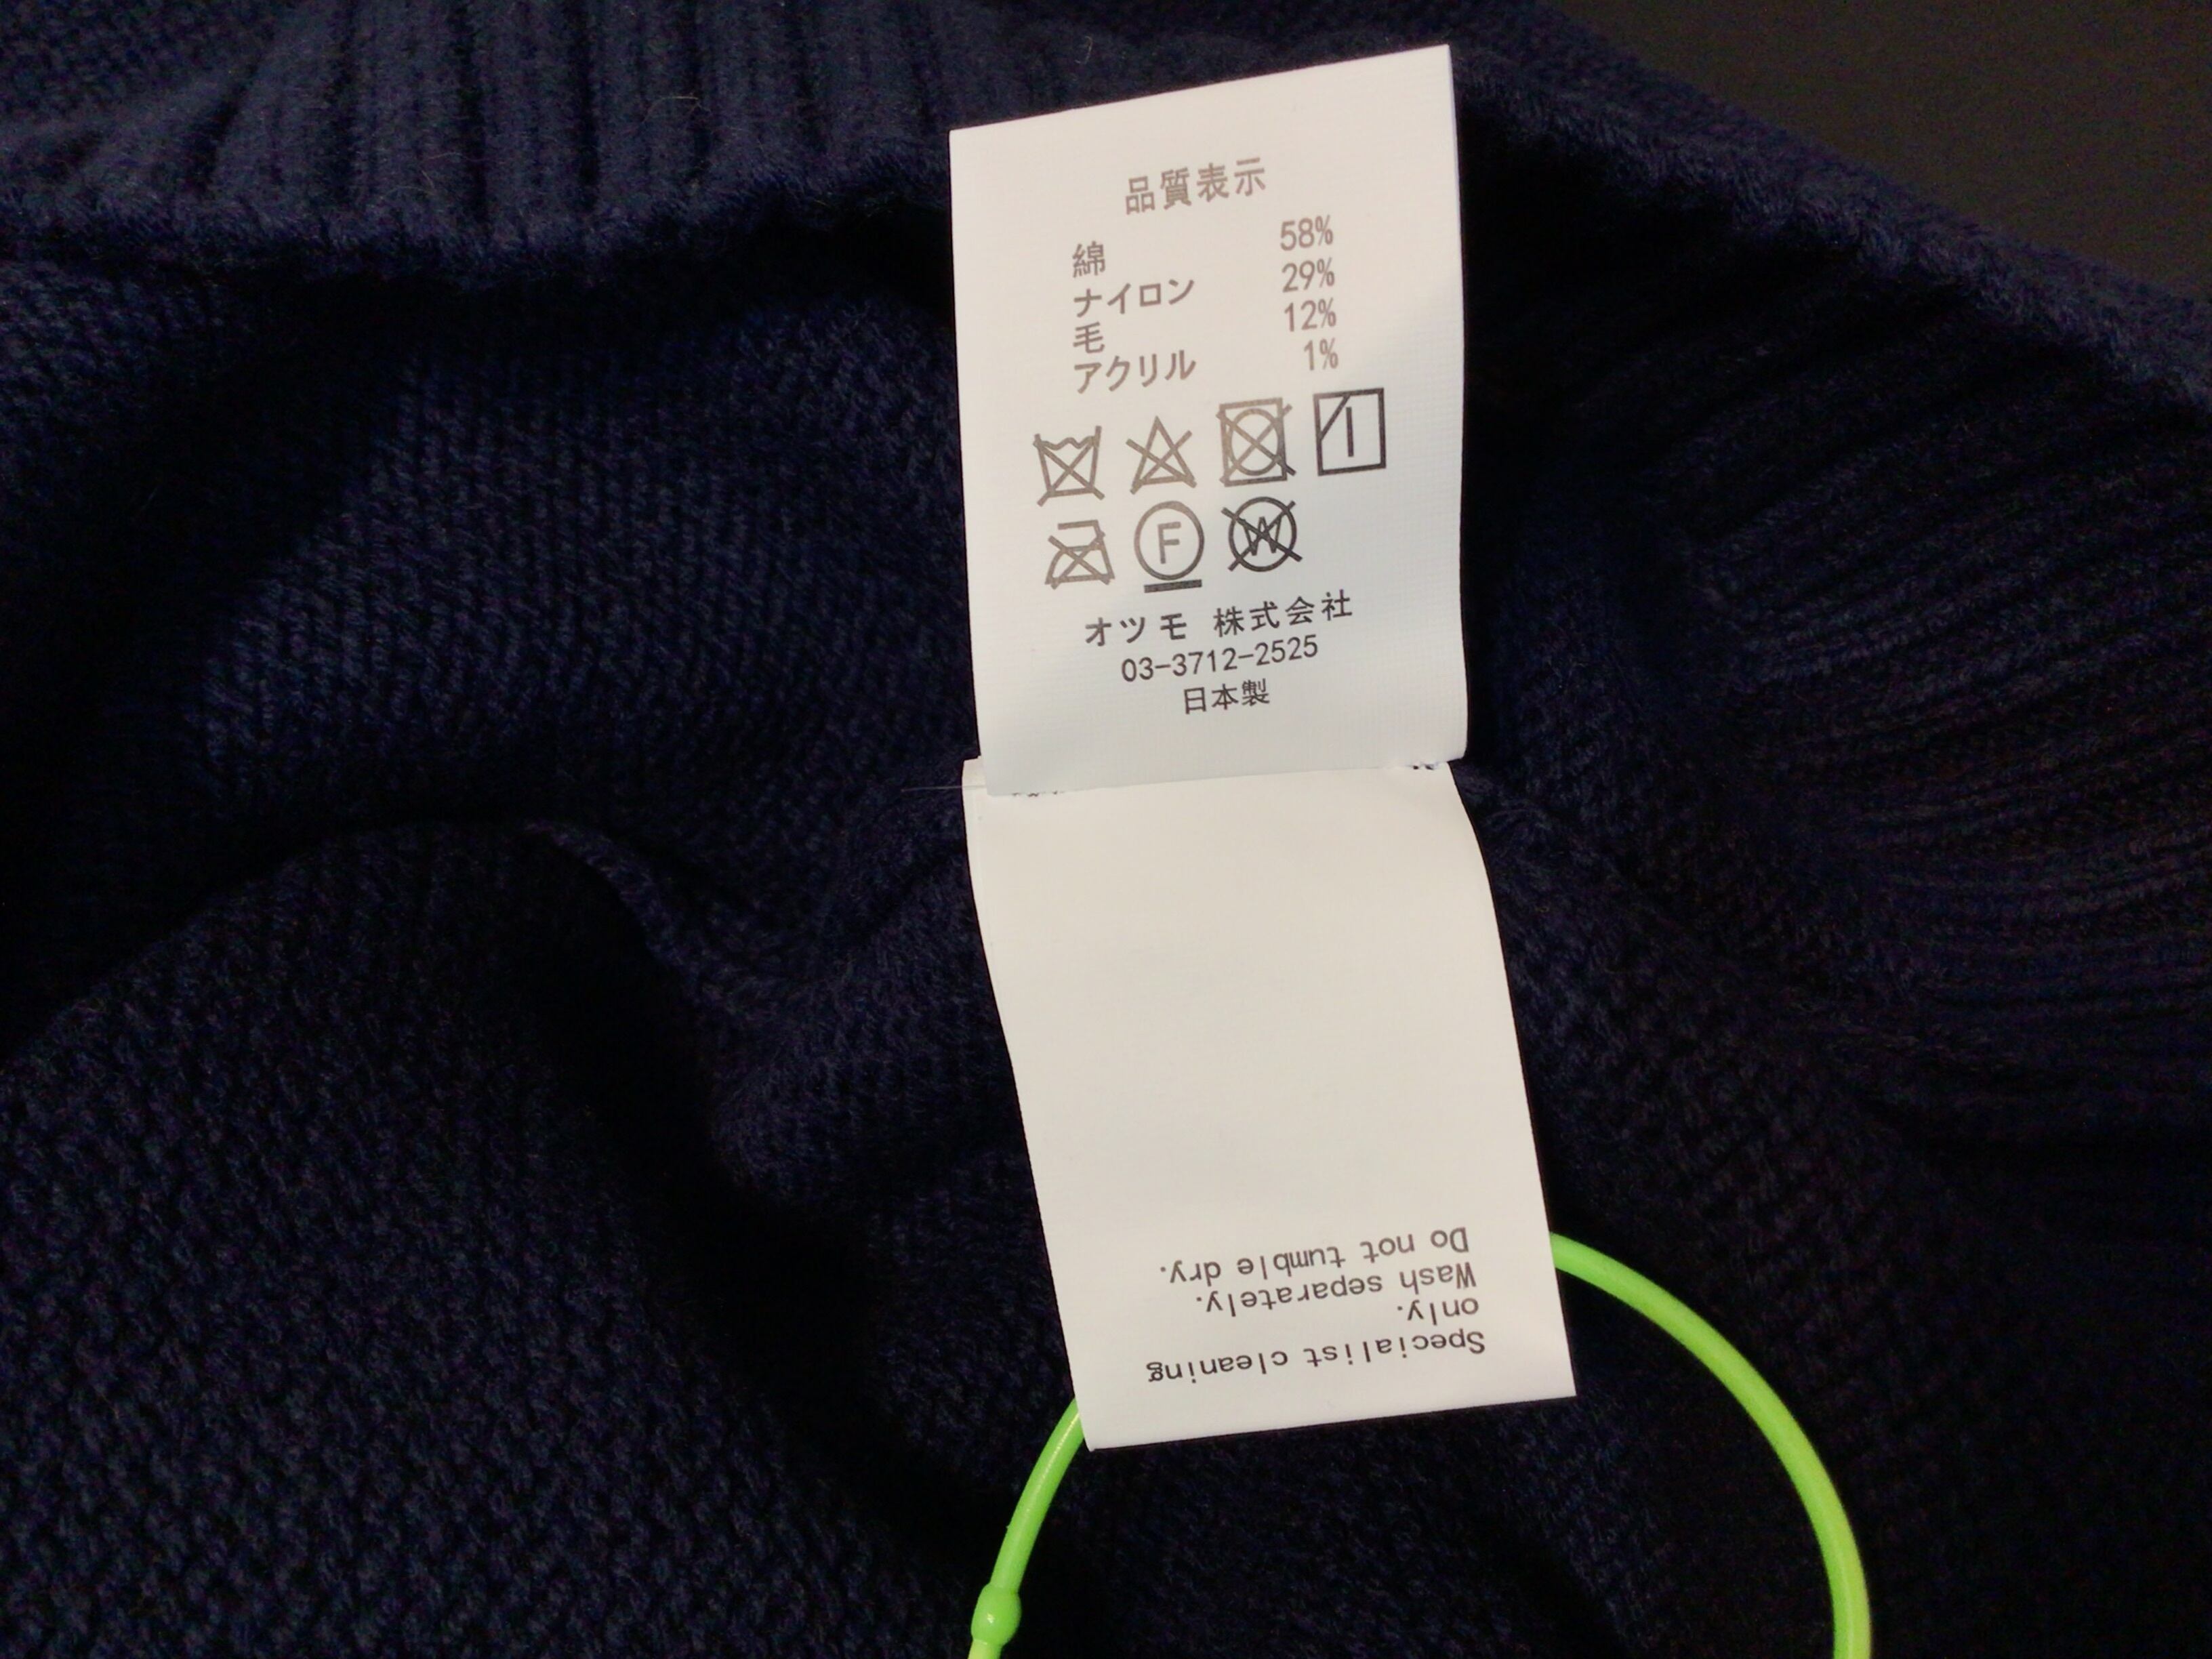 品質表示
綿 58%
ナイロン 29%
毛 12%
アクリル 1%
F W
オツモ 株式会社
03-3712-2525
日本製
Specialist cleaning
only.
Wash separately.
Do not tumble dry.